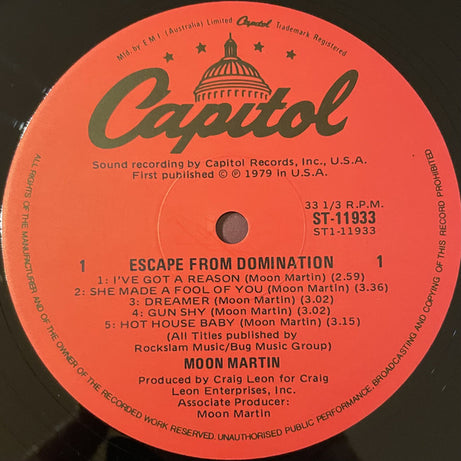 Mfd. by E M I (Australia) Limited Capitol Trademark Registered
Capitol
Sound recording by Capitol Records, Inc., U.S.A.
First published © ℗ 1979 in U.S.A.
33 1/3 R.P.M.
ST-11933
ST1-11933
1 ESCAPE FROM DOMINATION 1
1: I'VE GOT A REASON (Moon Martin) (2.59)
2: SHE MADE A FOOL OF YOU (Moon Martin) (3.36)
3: DREAMER (Moon Martin) (3.02)
4: GUN SHY (Moon Martin) (3.02)
5: HOT HOUSE BABY (Moon Martin) (3.15)
(All Titles published by
Rockslam Music/Bug Music Group)
MOON MARTIN
Produced by Craig Leon for Craig
Leon Enterprises, Inc.
Associate Producer:
Moon Martin
ALL RIGHTS OF THE MANUFACTURER AND OF THE OWNER OF THE RECORDED WORK RESERVED. UNAUTHORISED PUBLIC PERFORMANCE, BROADCASTING AND COPYING OF THIS RECORD PROHIBITED